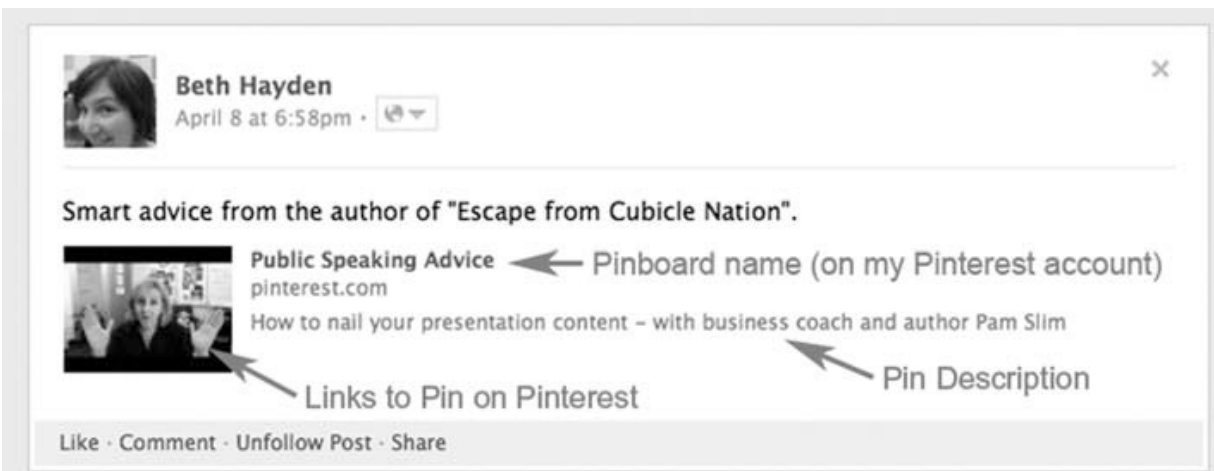 Beth Hayden
April 8 at 6:58pm ·
Smart advice from the author of "Escape from Cubicle Nation".
Public Speaking Advice
Pinboard name (on my Pinterest account)
pinterest.com
How to nail your presentation content – with business coach and author Pam Slim
Pin Description
Links to Pin on Pinterest
Like · Comment · Unfollow Post · Share